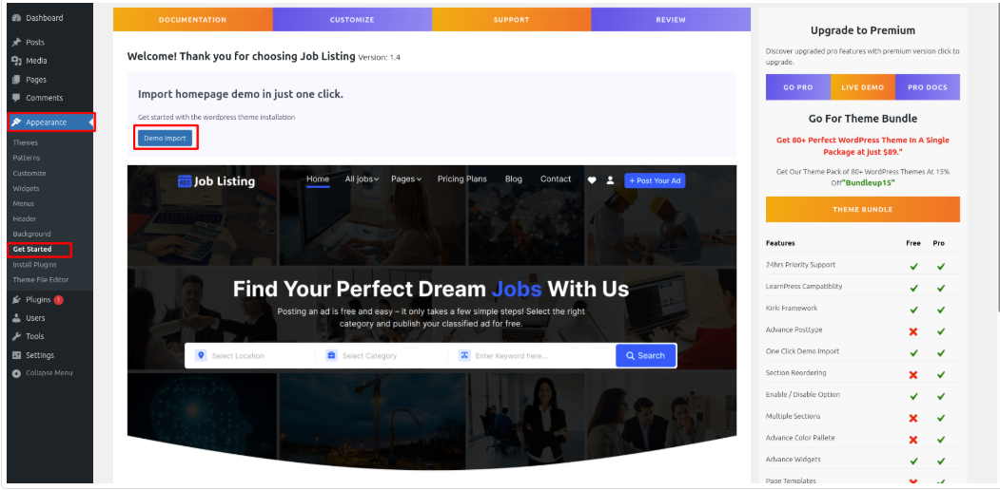 Dashboard
Posts
Media
Pages
Comments
Appearance
Themes
Patterns
Customize
Widgets
Menus
Header
Background
Get Started
Install Plugins
Theme File Editor
Plugins 1
Users
Tools
Settings
Collapse Menu
DOCUMENTATION CUSTOMIZE SUPPORT REVIEW
Welcome! Thank you for choosing Job Listing Version: 1.4
Import homepage demo in just one click.
Get started with the wordpress theme installation
Demo Import
Job Listing Home All jobs Pages Pricing Plans Blog Contact + Post Your Ad
Find Your Perfect Dream Jobs With Us
Posting an ad is free and easy – it only takes a few simple steps! Select the right
category and publish your classified ad for free.
Select Location Select Category Enter Keyword here... Search
Upgrade to Premium
Discover upgraded pro features with premium version click to
upgrade.
GO PRO LIVE DEMO PRO DOCS
Go For Theme Bundle
Get 80+ Perfect WordPress Theme In A Single
Package at just $89."
Get Our Theme Pack of 80+ WordPress Themes At 15%
Off"Bundleup15"
THEME BUNDLE
Features Free Pro
24hrs Priority Support
LearnPress Campatiblity
Kirki Framework
Advance Posttype
One Click Demo Import
Section Reordering
Enable / Disable Option
Multiple Sections
Advance Color Pallete
Advance Widgets
Page Templates